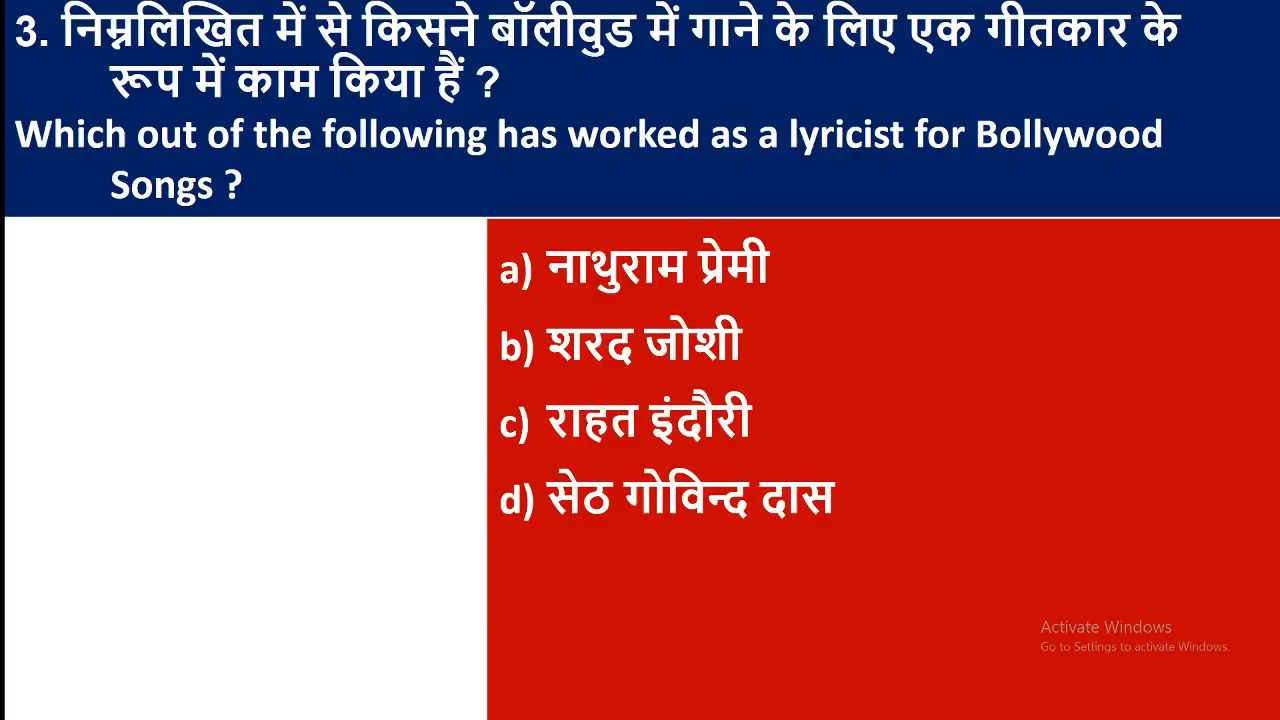 3. निम्नलिखित में से किसने बॉलीवुड में गाने के लिए एक गीतकार के
रूप में काम किया हैं ?
Which out of the following has worked as a lyricist for Bollywood
Songs ?
a) नाथुराम प्रेमी
b) शरद जोशी
c) राहत इंदौरी
d) सेठ गोविन्द दास
Activate Windows
Go to Settings to activate Windows.